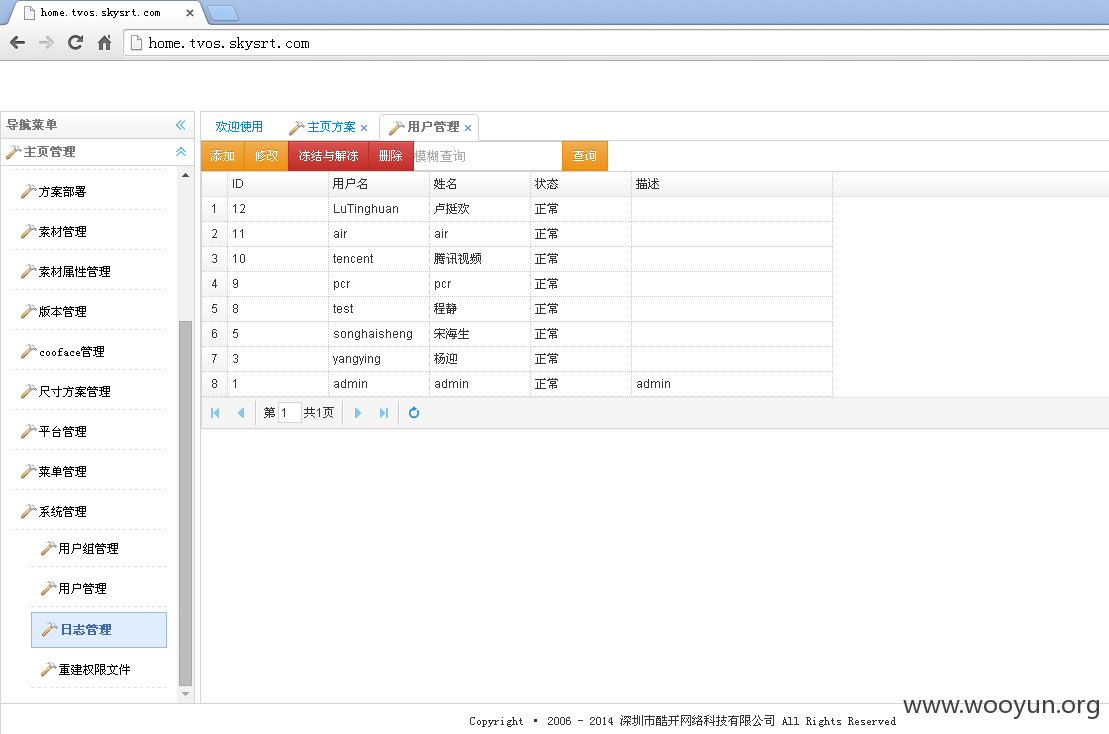 home.tvos.skysrt.com
home.tvos.skysrt.com
导航菜单
主页管理
方案部署
素材管理
素材属性管理
版本管理
cooface管理
尺寸方案管理
平台管理
菜单管理
系统管理
用户组管理
用户管理
日志管理
重建权限文件
欢迎使用 主页方案 用户管理
添加 修改 冻结与解冻 删除 模糊查询 查询
ID 用户名 姓名 状态 描述
1 12 LuTinghuan 卢挺欢 正常
2 11 air air 正常
3 10 tencent 腾讯视频 正常
4 9 pcr pcr 正常
5 8 test 程静 正常
6 5 songhaisheng 宋海生 正常
7 3 yangying 杨迎 正常
8 1 admin admin 正常 admin
第 1 共1页
www.wooyun.org
Copyright • 2006 - 2014 深圳市酷开网络科技有限公司 All Rights Reserved